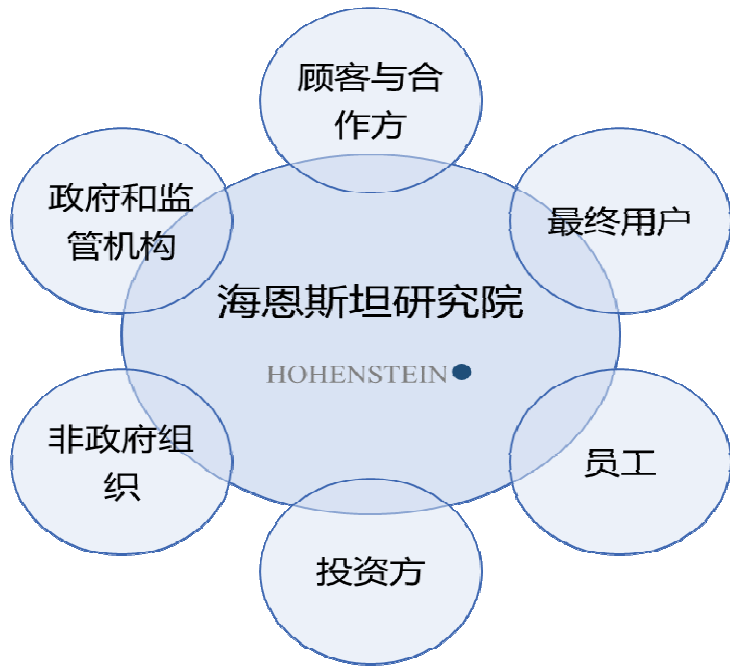 顾客与合
作方
政府和监
管机构
最终用户
海恩斯坦研究院
HOHENSTEIN
非政府组
织
员工
投资方